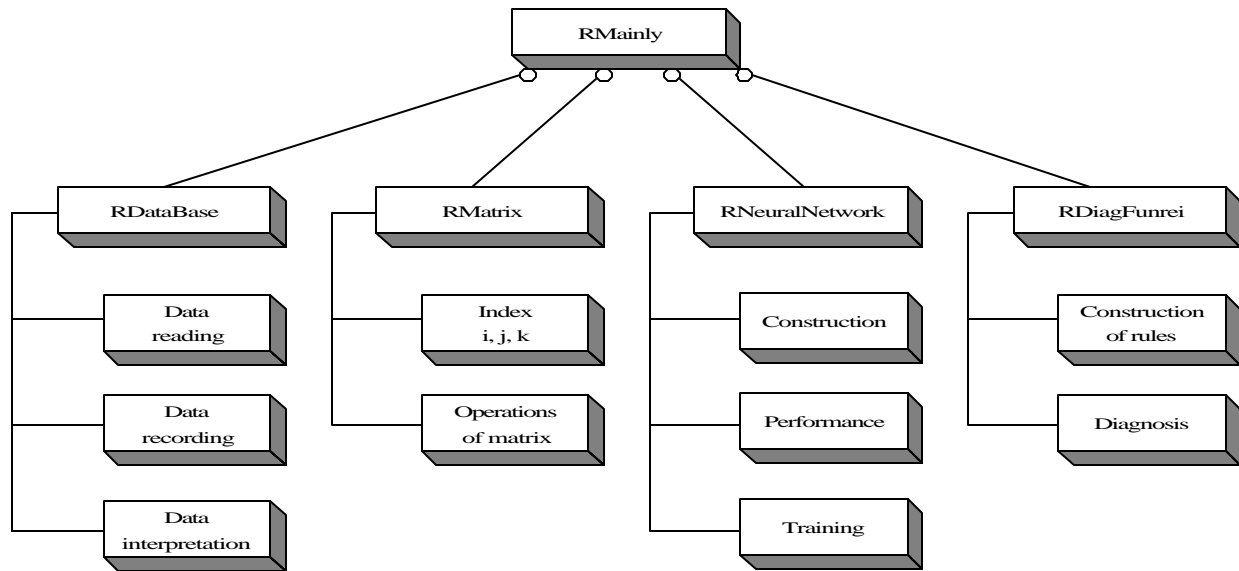 RMainly
RDataBase
RMatrix
RNeuralNetwork
RDiagFunrei
Data
reading
Index
i, j, k
Construction
Construction
of rules
Data
recording
Operations
of matrix
Performance
Diagnosis
Data
interpretation
Training